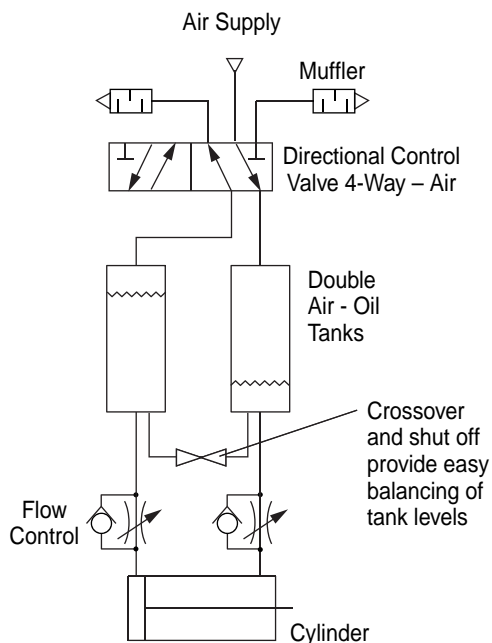 Air Supply
Muffler
Directional Control
Valve 4-Way – Air
Double
Air - Oil
Tanks
Crossover
and shut off
provide easy
balancing of
tank levels
Flow
Control
Cylinder